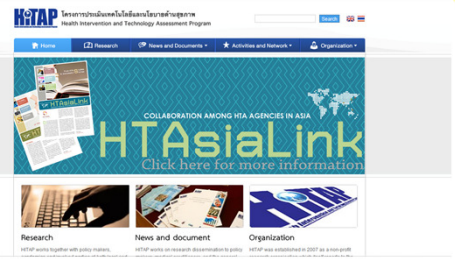 HiTAP โครงการประเมินเทคโนโลยีและนโยบายด้านสุขภาพ
Health Intervention and Technology Assessment Program
Search
Home Research News and Documents Activities and Network Organization
COLLABORATION AMONG HTA AGENCIES IN ASIA
HTAsiaLink
Click here for more information
HiTAP
Research News and document Organization
HiTAP works together with policy makers, HiTAP works on research dissemination to policy HiTAP was established in 2007 as a non-profit